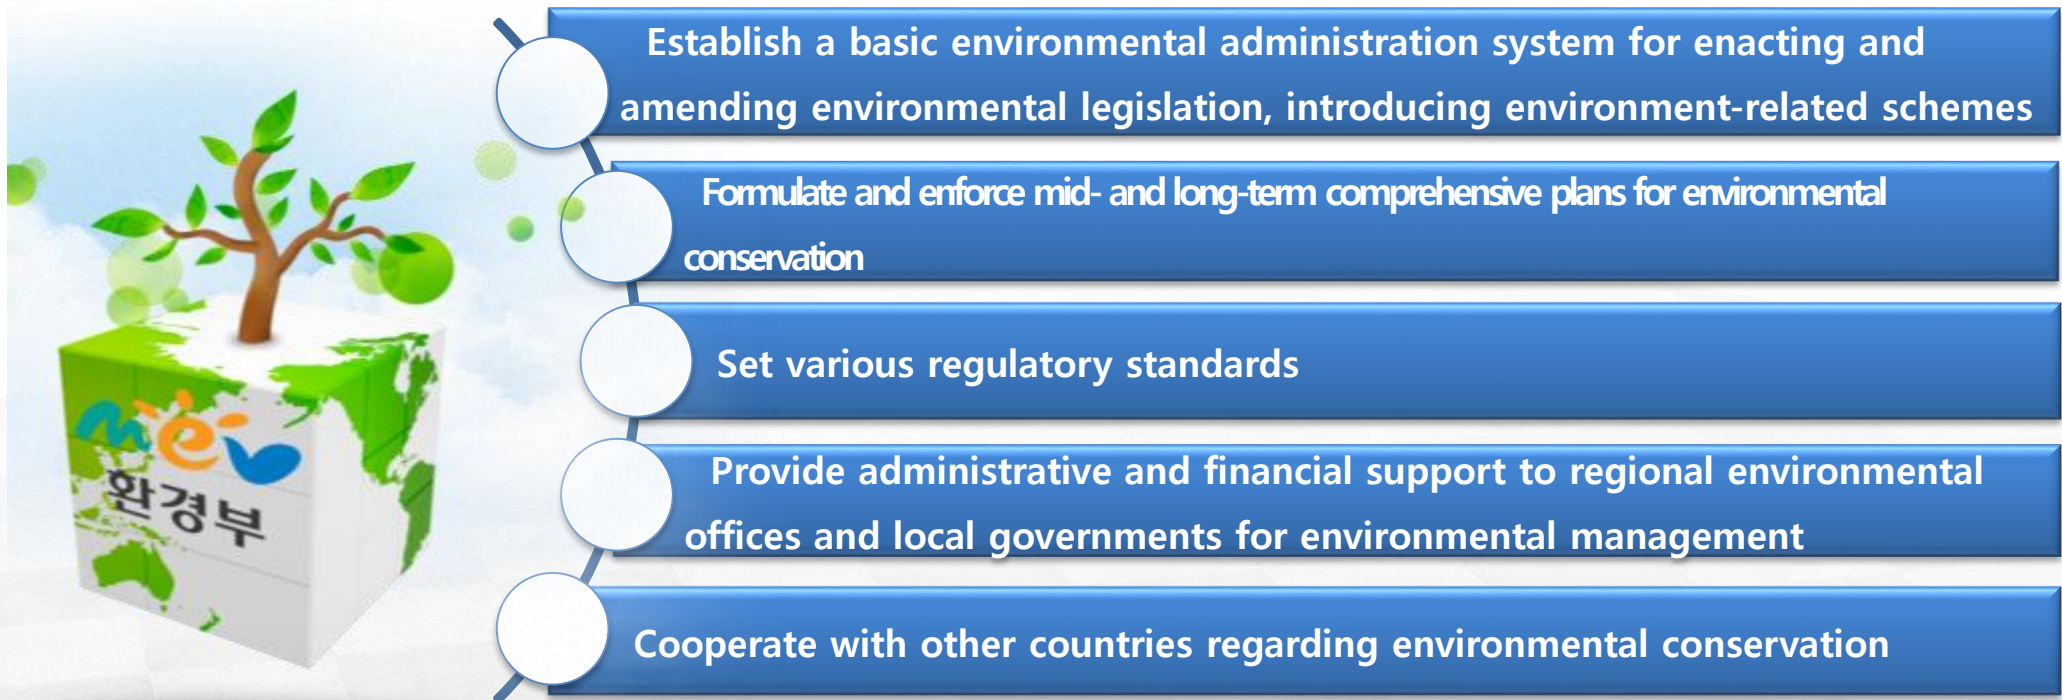 Establish a basic environmental administration system for enacting and
amending environmental legislation, introducing environment-related schemes
Formulate and enforce mid- and long-term comprehensive plans for environmental
conservation
Set various regulatory standards
Provide administrative and financial support to regional environmental
offices and local governments for environmental management
Cooperate with other countries regarding environmental conservation
mev
환경부